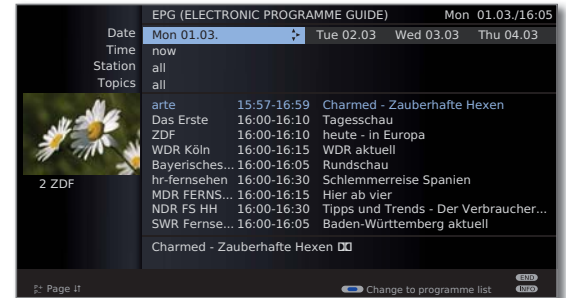 EPG (ELECTRONIC PROGRAMME GUIDE) Mon 01.03./16:05
Date Mon 01.03. Tue 02.03 Wed 03.03 Thu 04.03
Time now
Station all
Topics all
arte 15:57-16:59 Charmed - Zauberhafte Hexen
Das Erste 16:00-16:10 Tagesschau
ZDF 16:00-16:10 heute - in Europa
WDR Köln 16:00-16:15 WDR aktuell
Bayerisches... 16:00-16:05 Rundschau
hr-fernsehen 16:00-16:30 Schlemmerreise Spanien
MDR FERNS... 16:00-16:15 Hier ab vier
NDR FS HH 16:00-16:30 Tipps und Trends - Der Verbraucher...
SWR Fernse... 16:00-16:05 Baden-Württemberg aktuell
2 ZDF
Charmed - Zauberhafte Hexen
END
P+ P- Page Change to programme list INFO